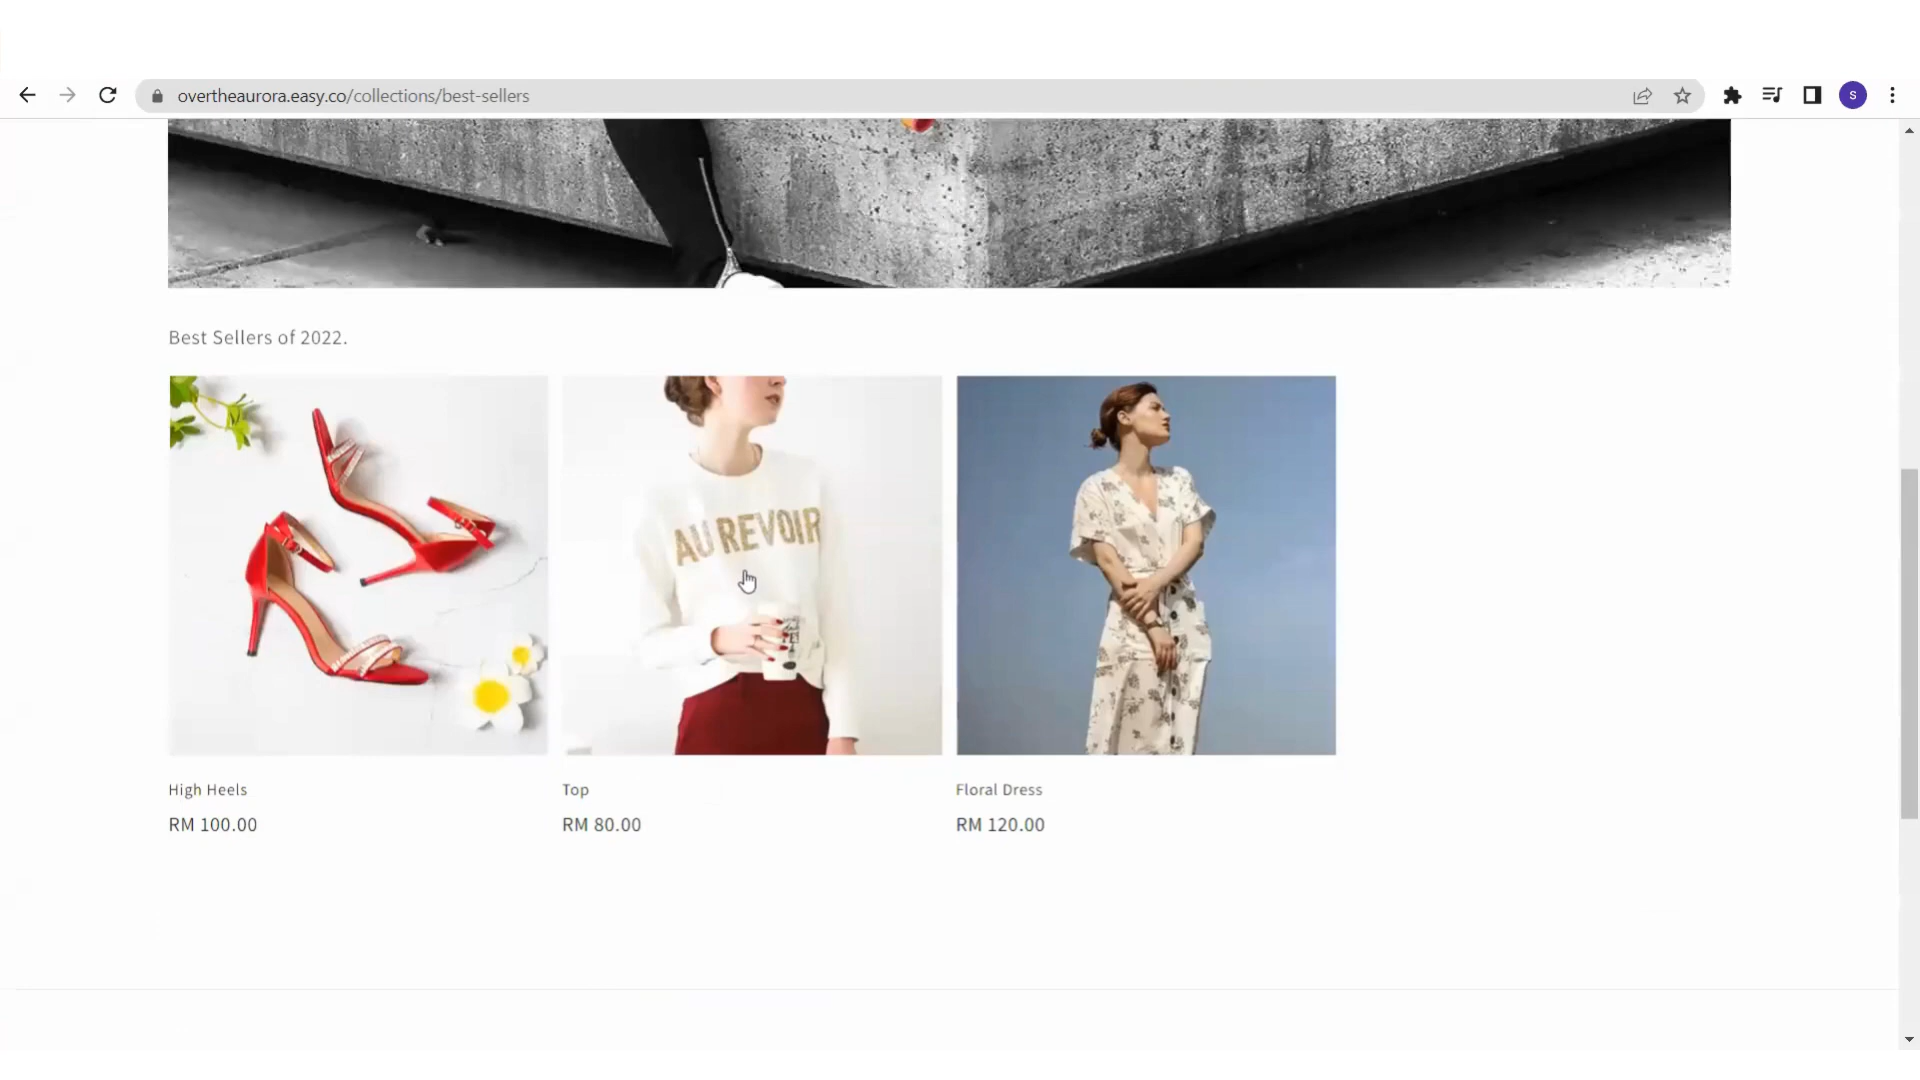 overtheaurora.easy.co/collections/best-sellers
S
Best Sellers of 2022.
AU REVOIR
High Heels
Top
Floral Dress
RM 100.00
RM 80.00
RM 120.00